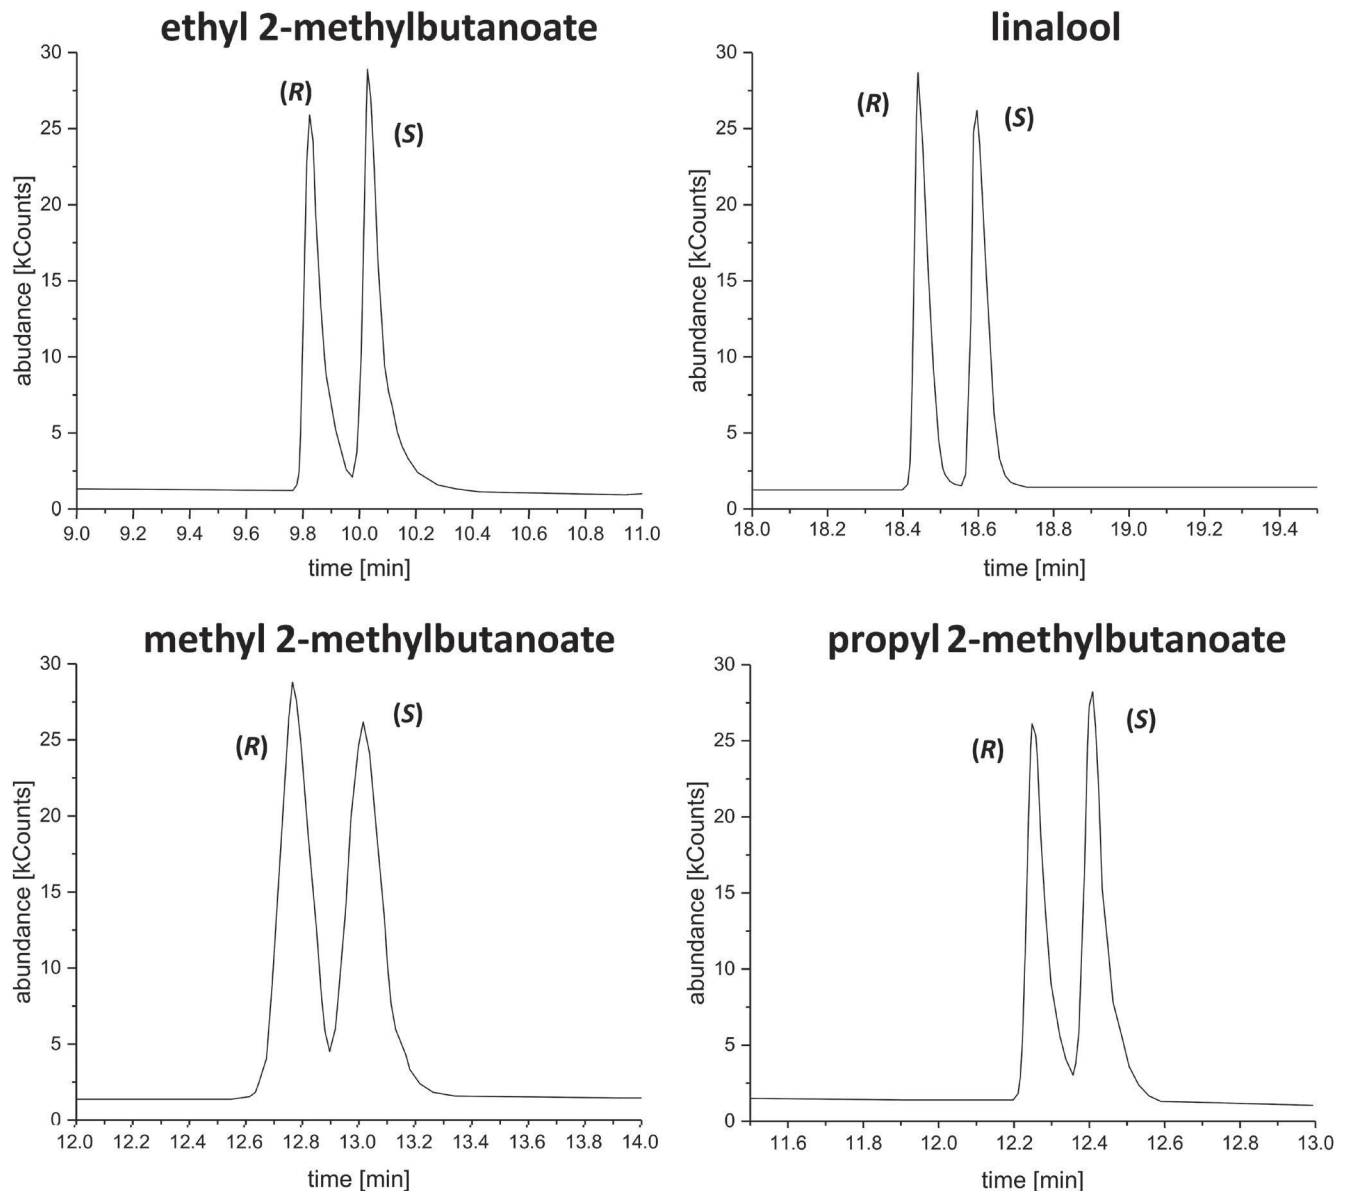 ethyl 2-methylbutanoate
30
25
20
15
10
5
0
abudance [kCounts]
(R)
(S)
9.0 9.2 9.4 9.6 9.8 10.0 10.2 10.4 10.6 10.8 11.0
time [min]
linalool
30
25
20
15
10
5
0
abundance [kCounts]
(R)
(S)
18.0 18.2 18.4 18.6 18.8 19.0 19.2 19.4
time [min]
methyl 2-methylbutanoate
30
25
20
15
10
5
0
abundance [kCounts]
(R)
(S)
12.0 12.2 12.4 12.6 12.8 13.0 13.2 13.4 13.6 13.8 14.0
time [min]
propyl 2-methylbutanoate
30
25
20
15
10
5
0
abundance [kCounts]
(R)
(S)
11.6 11.8 12.0 12.2 12.4 12.6 12.8 13.0
time [min]